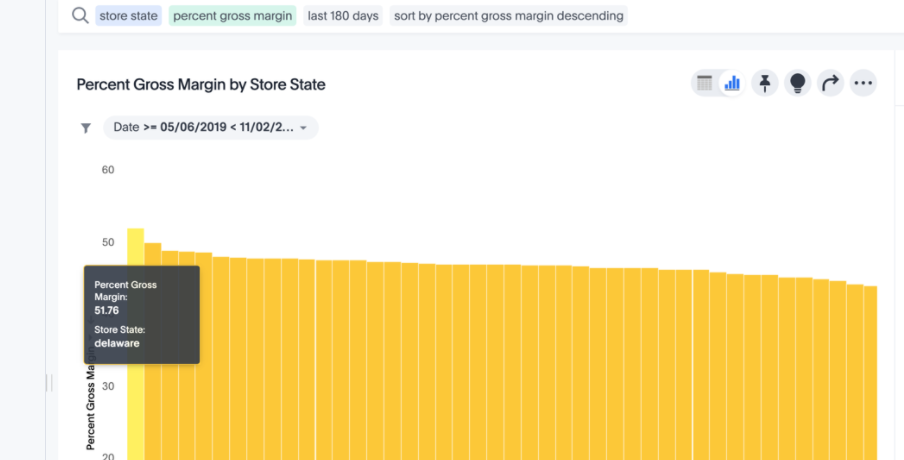 store state percent gross margin last 180 days sort by percent gross margin descending
Percent Gross Margin by Store State
Date >= 05/06/2019 < 11/02/2...
60
50
Percent Gross
Margin:
51.76
Store State:
delaware
Percent Gross Ma
30
20